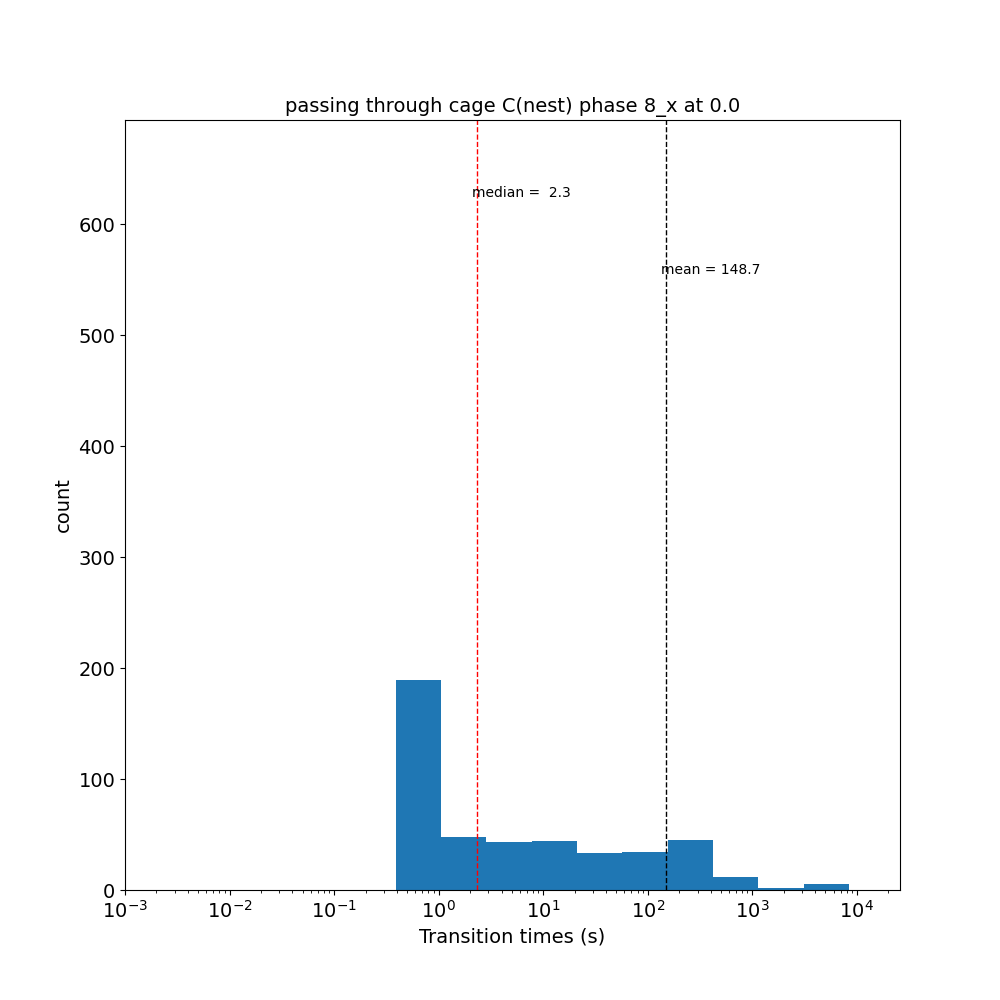 passing through cage C(nest) phase 8_x at 0.0
median =  2.3
mean = 148.7
600
500
400
300
200
100
0
count
10⁻³ 10⁻² 10⁻¹ 10⁰ 10¹ 10² 10³ 10⁴
Transition times (s)